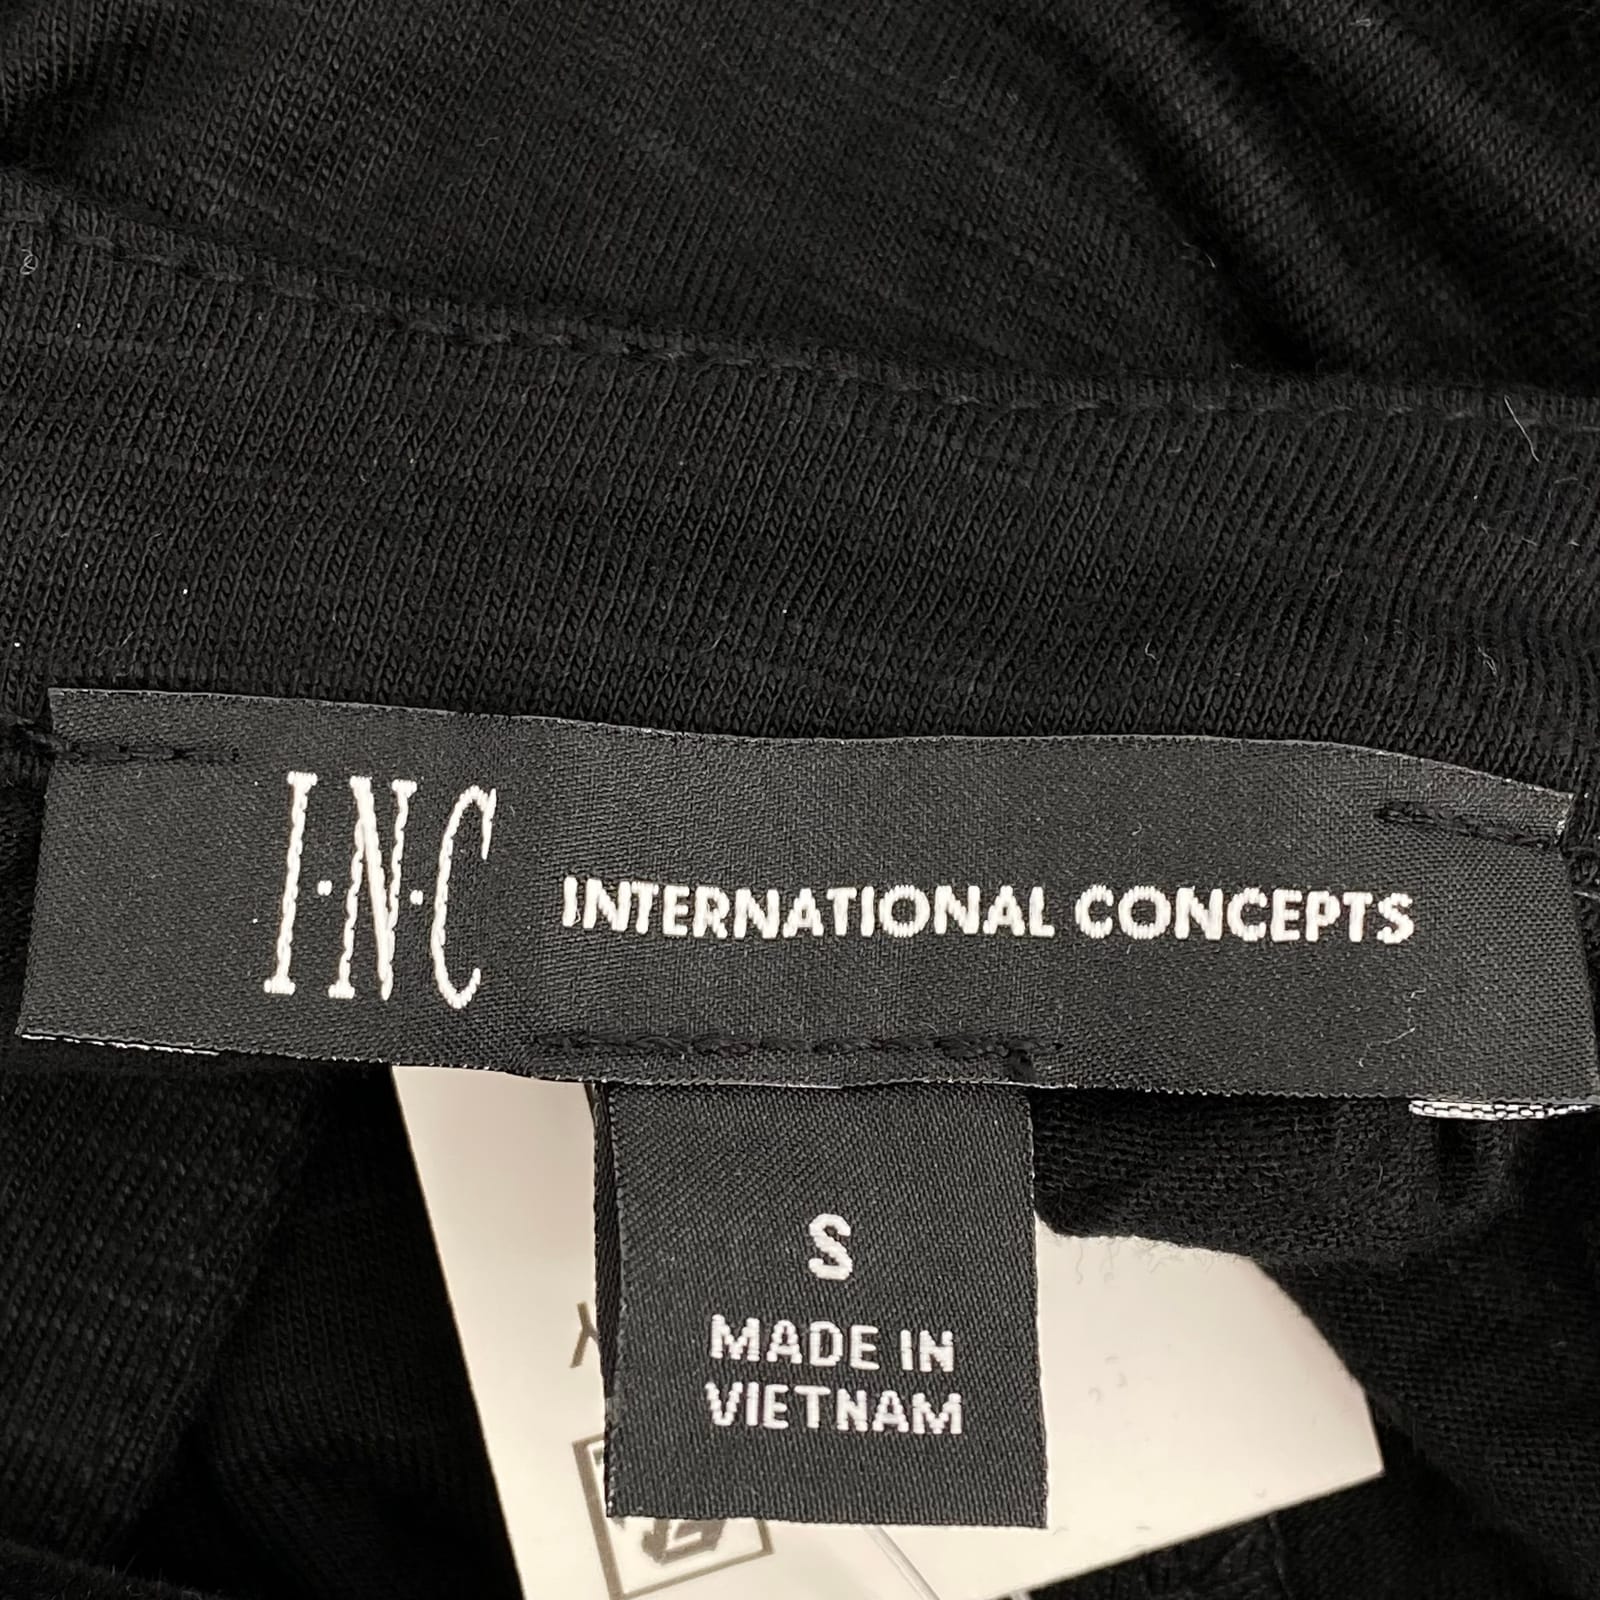 I·N·C INTERNATIONAL CONCEPTS
S
MADE IN
VIETNAM